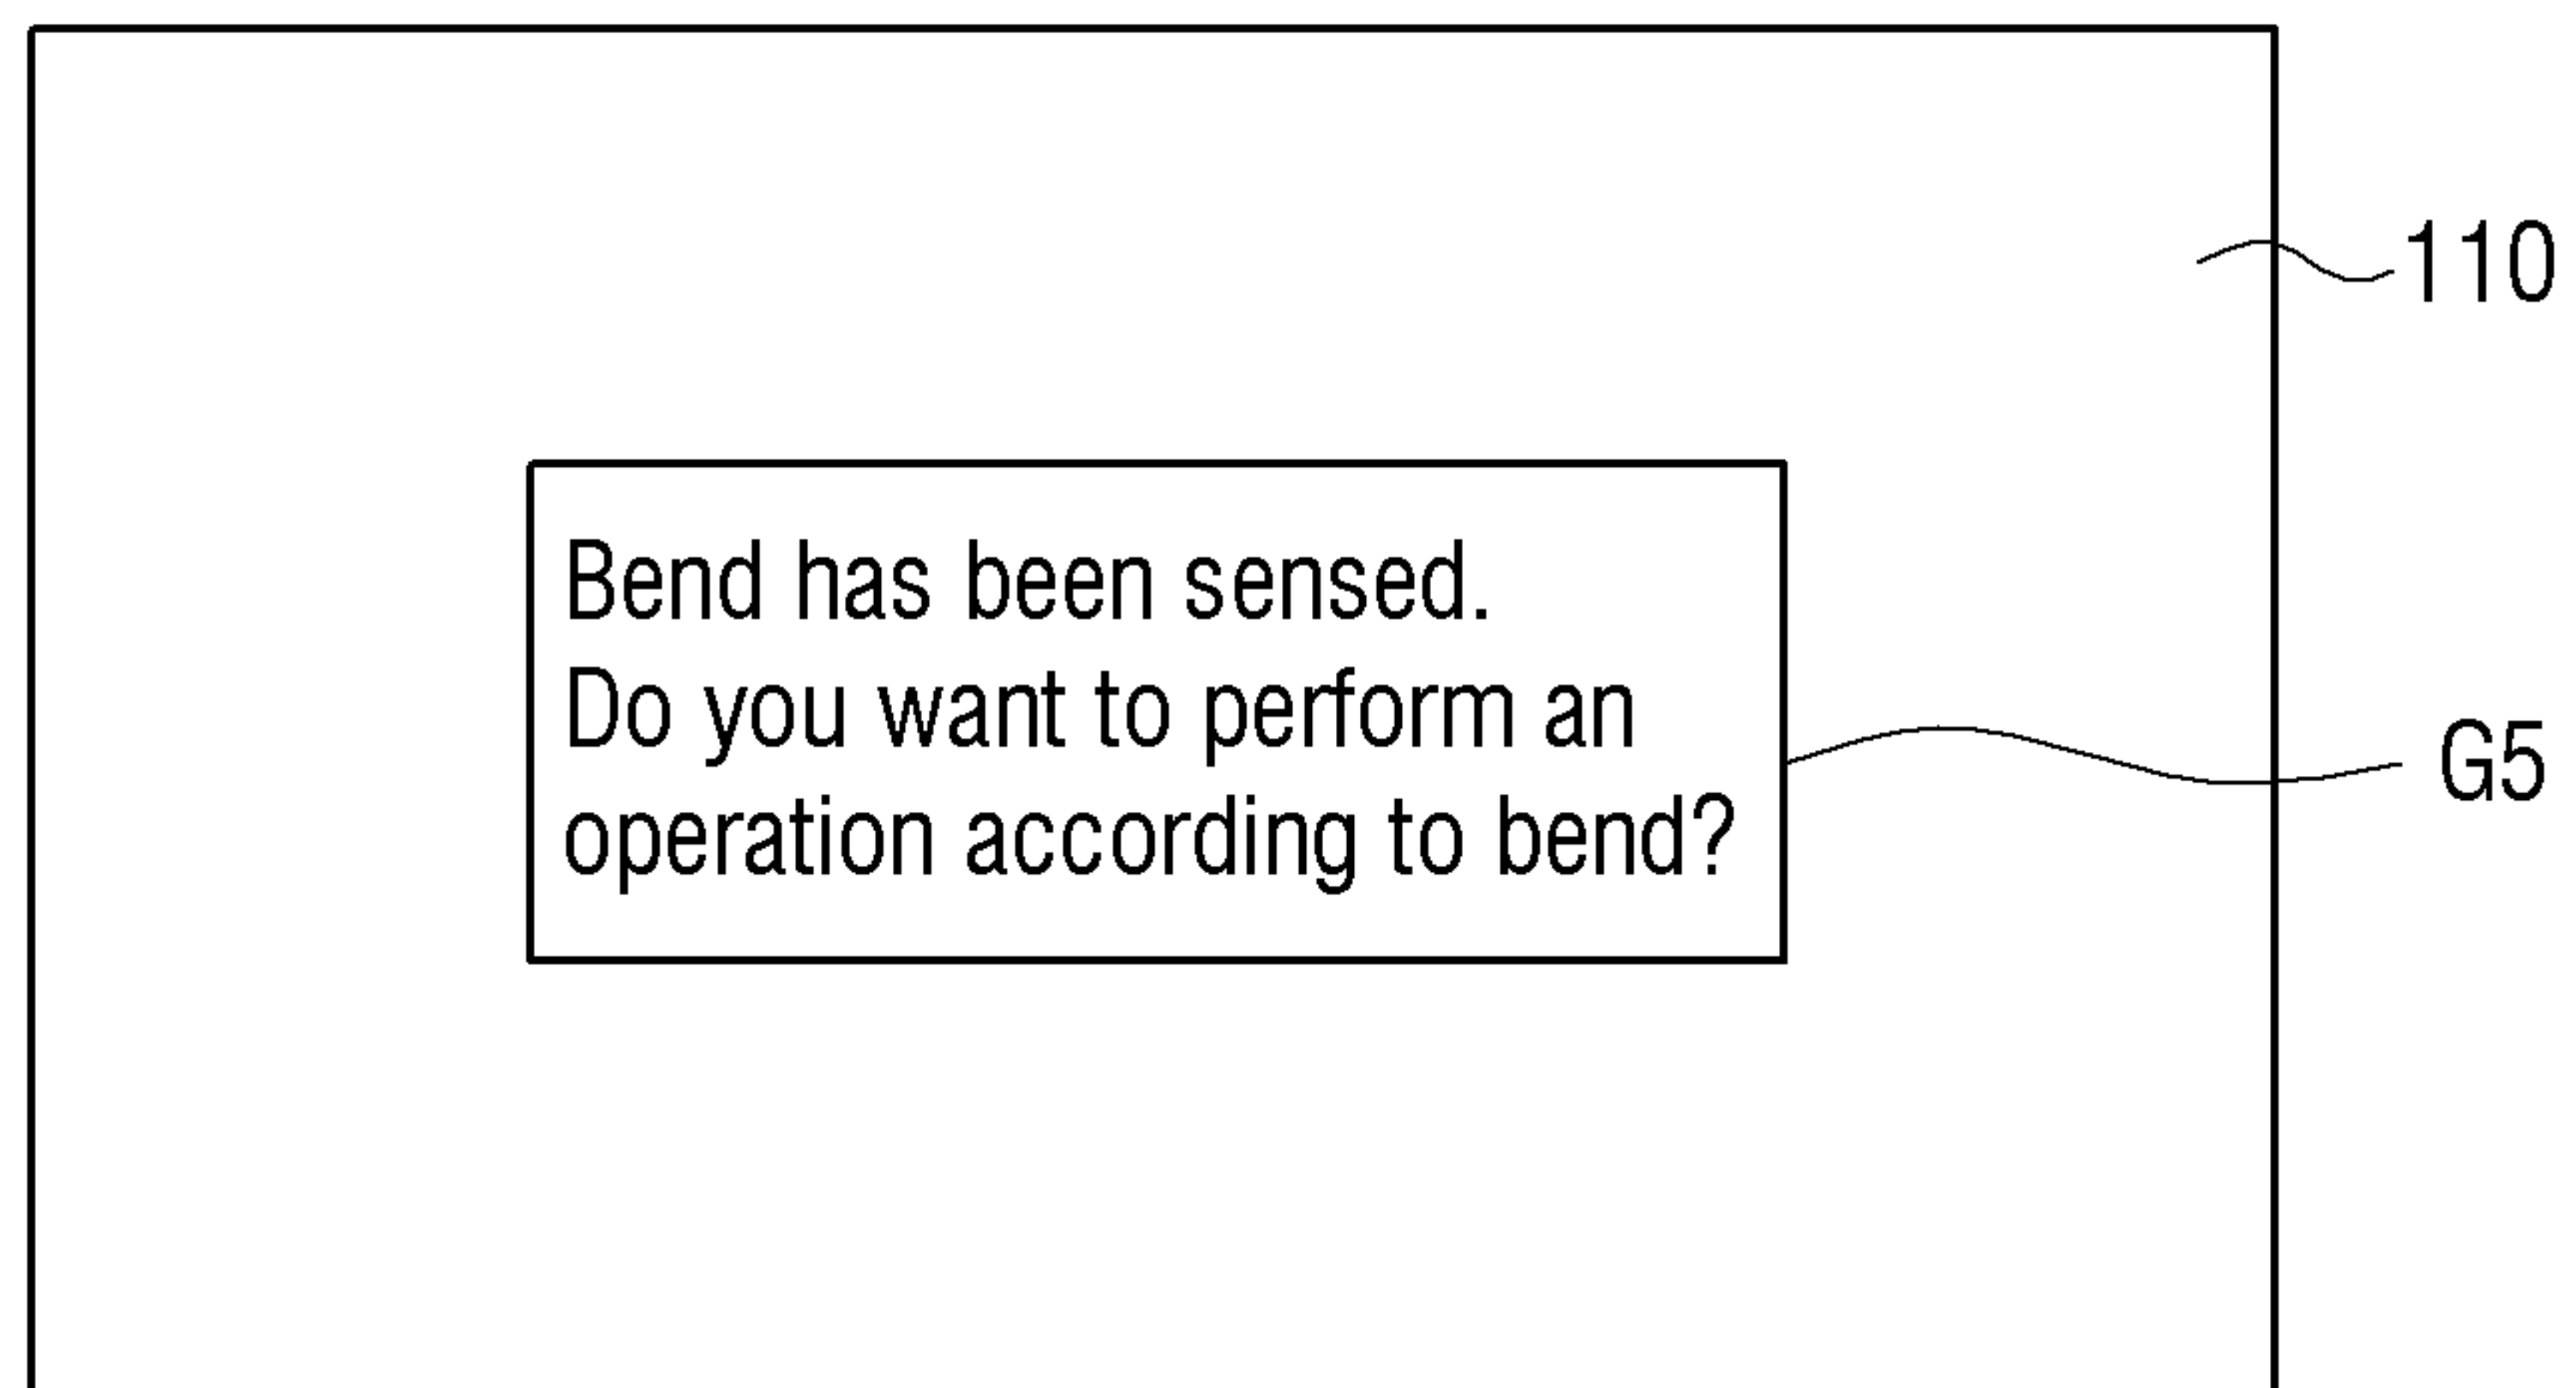 110
Bend has been sensed.
Do you want to perform an
operation according to bend?
G5